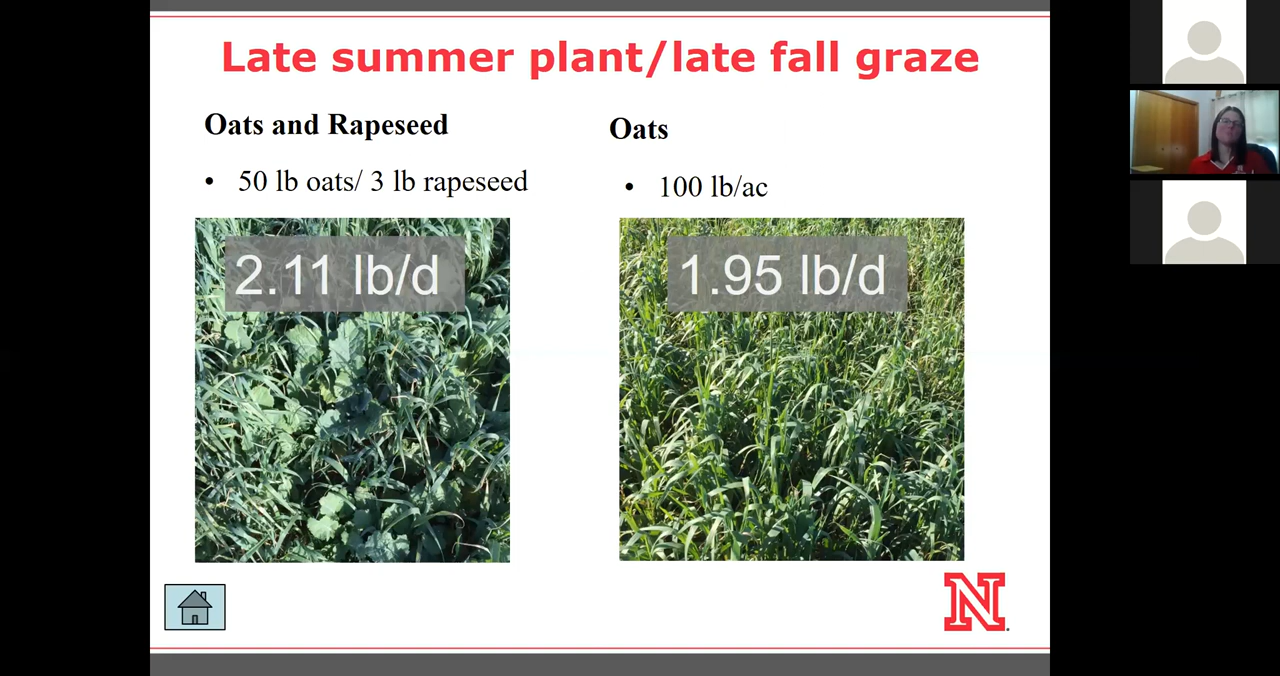 Late summer plant/late fall graze
Oats and Rapeseed
• 50 lb oats/ 3 lb rapeseed
2.11 lb/d
Oats
• 100 lb/ac
1.95 lb/d
N